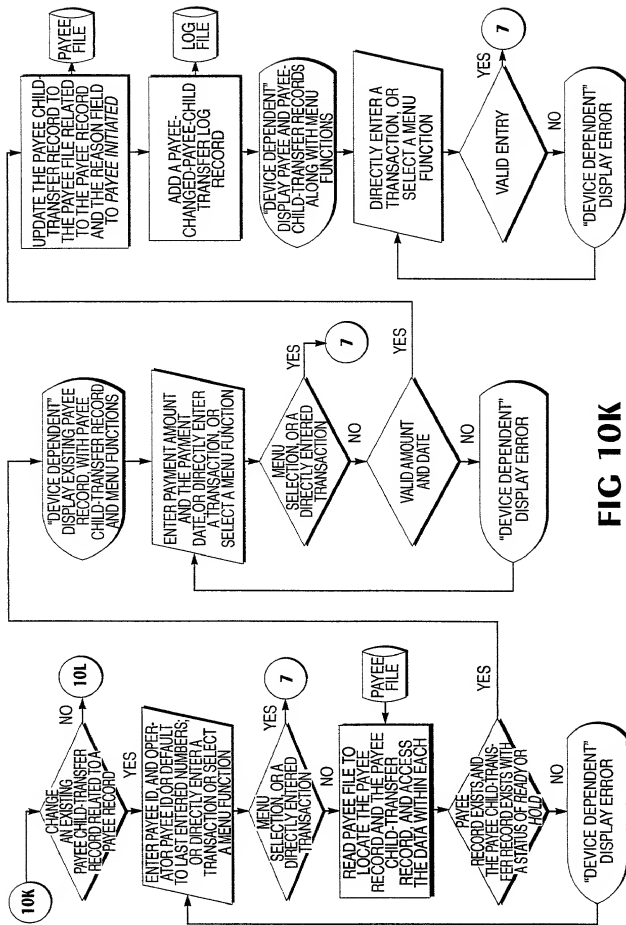 10K
CHANGE
AN EXISTING
PAYEE CHILD-TRANSFER
RECORD RELATED TO A
PAYEE RECORD
NO
10L
YES
ENTER PAYEE ID, AND OPER-
ATOR PAYEE ID OR DEFAULT
TO LAST ENTERED NUMBERS;
OR DIRECTLY ENTER A
TRANSACTION OR SELECT
A MENU FUNCTION
MENU
SELECTION, OR A
DIRECTLY ENTERED
TRANSACTION
YES
7
NO
READ PAYEE FILE TO
LOCATE THE PAYEE
RECORD AND THE PAYEE
CHILD-TRANSFER
RECORD, AND ACCESS
THE DATA WITHIN EACH
PAYEE
FILE
PAYEE
RECORD EXISTS AND
THE PAYEE CHILD-TRANS-
FER RECORD EXISTS WITH
A STATUS OF READY OR
HOLD
YES
NO
"DEVICE DEPENDENT"
DISPLAY ERROR
"DEVICE DEPENDENT"
DISPLAY EXISTING PAYEE
RECORD, WITH PAYEE
CHILD-TRANSFER RECORD
AND MENU FUNCTIONS
ENTER PAYMENT AMOUNT
AND THE PAYMENT
DATE, OR DIRECTLY ENTER
A TRANSACTION, OR
SELECT A MENU FUNCTION
MENU
SELECTION, OR A
DIRECTLY ENTERED
TRANSACTION
YES
7
NO
VALID AMOUNT
AND DATE
YES
NO
"DEVICE DEPENDENT"
DISPLAY ERROR
UPDATE THE PAYEE CHILD-
TRANSFER RECORD TO
THE PAYEE FILE RELATED
TO THE PAYEE RECORD
AND THE REASON FIELD
TO PAYEE INITIATED
PAYEE
FILE
ADD A PAYEE-
CHANGED-PAYEE-CHILD
TRANSFER LOG
RECORD
LOG
FILE
"DEVICE DEPENDENT"
DISPLAY PAYEE AND PAYEE-
CHILD-TRANSFER RECORDS
ALONG WITH MENU
FUNCTIONS
DIRECTLY ENTER A
TRANSACTION, OR
SELECT A MENU
FUNCTION
VALID ENTRY
YES
7
NO
"DEVICE DEPENDENT"
DISPLAY ERROR
FIG 10K